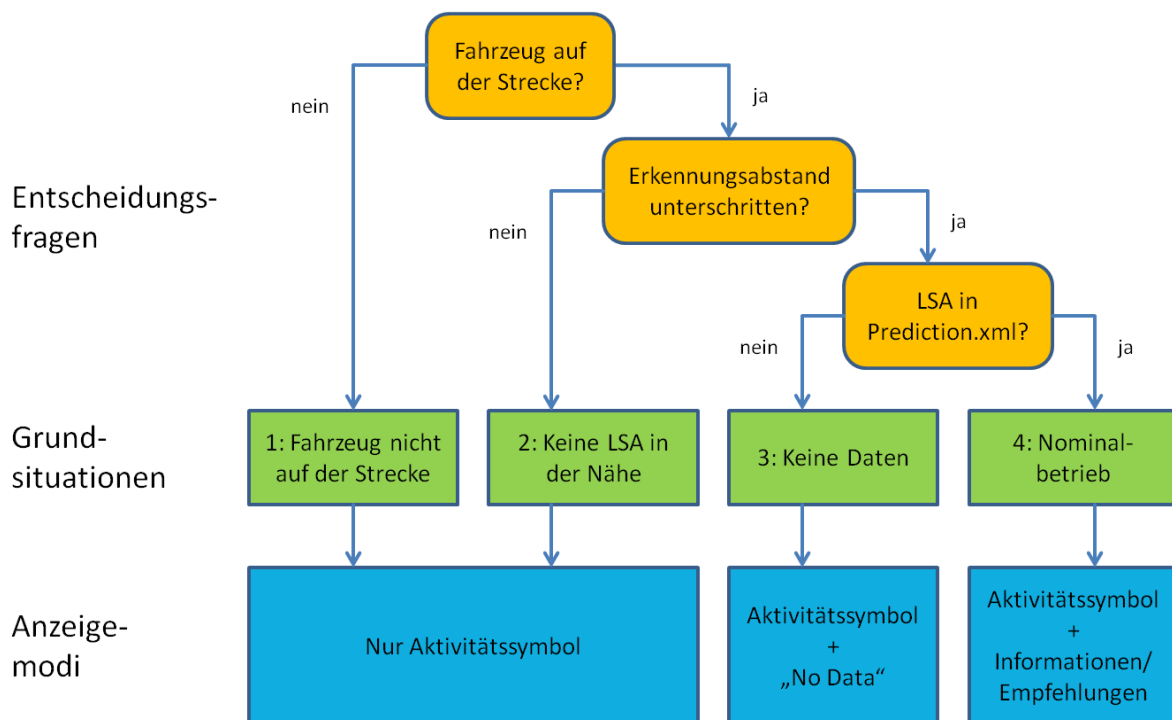 Fahrzeug auf
der Strecke?
nein
ja
Entscheidungs-
fragen
Erkennungsabstand
unterschritten?
nein
ja
LSA in
Prediction.xml?
nein
ja
Grund-
situationen
1: Fahrzeug nicht
auf der Strecke
2: Keine LSA in
der Nähe
3: Keine Daten
4: Nominal-
betrieb
Anzeige-
modi
Nur Aktivitätssymbol
Aktivitätssymbol
+
„No Data“
Aktivitätssymbol
+
Informationen/
Empfehlungen